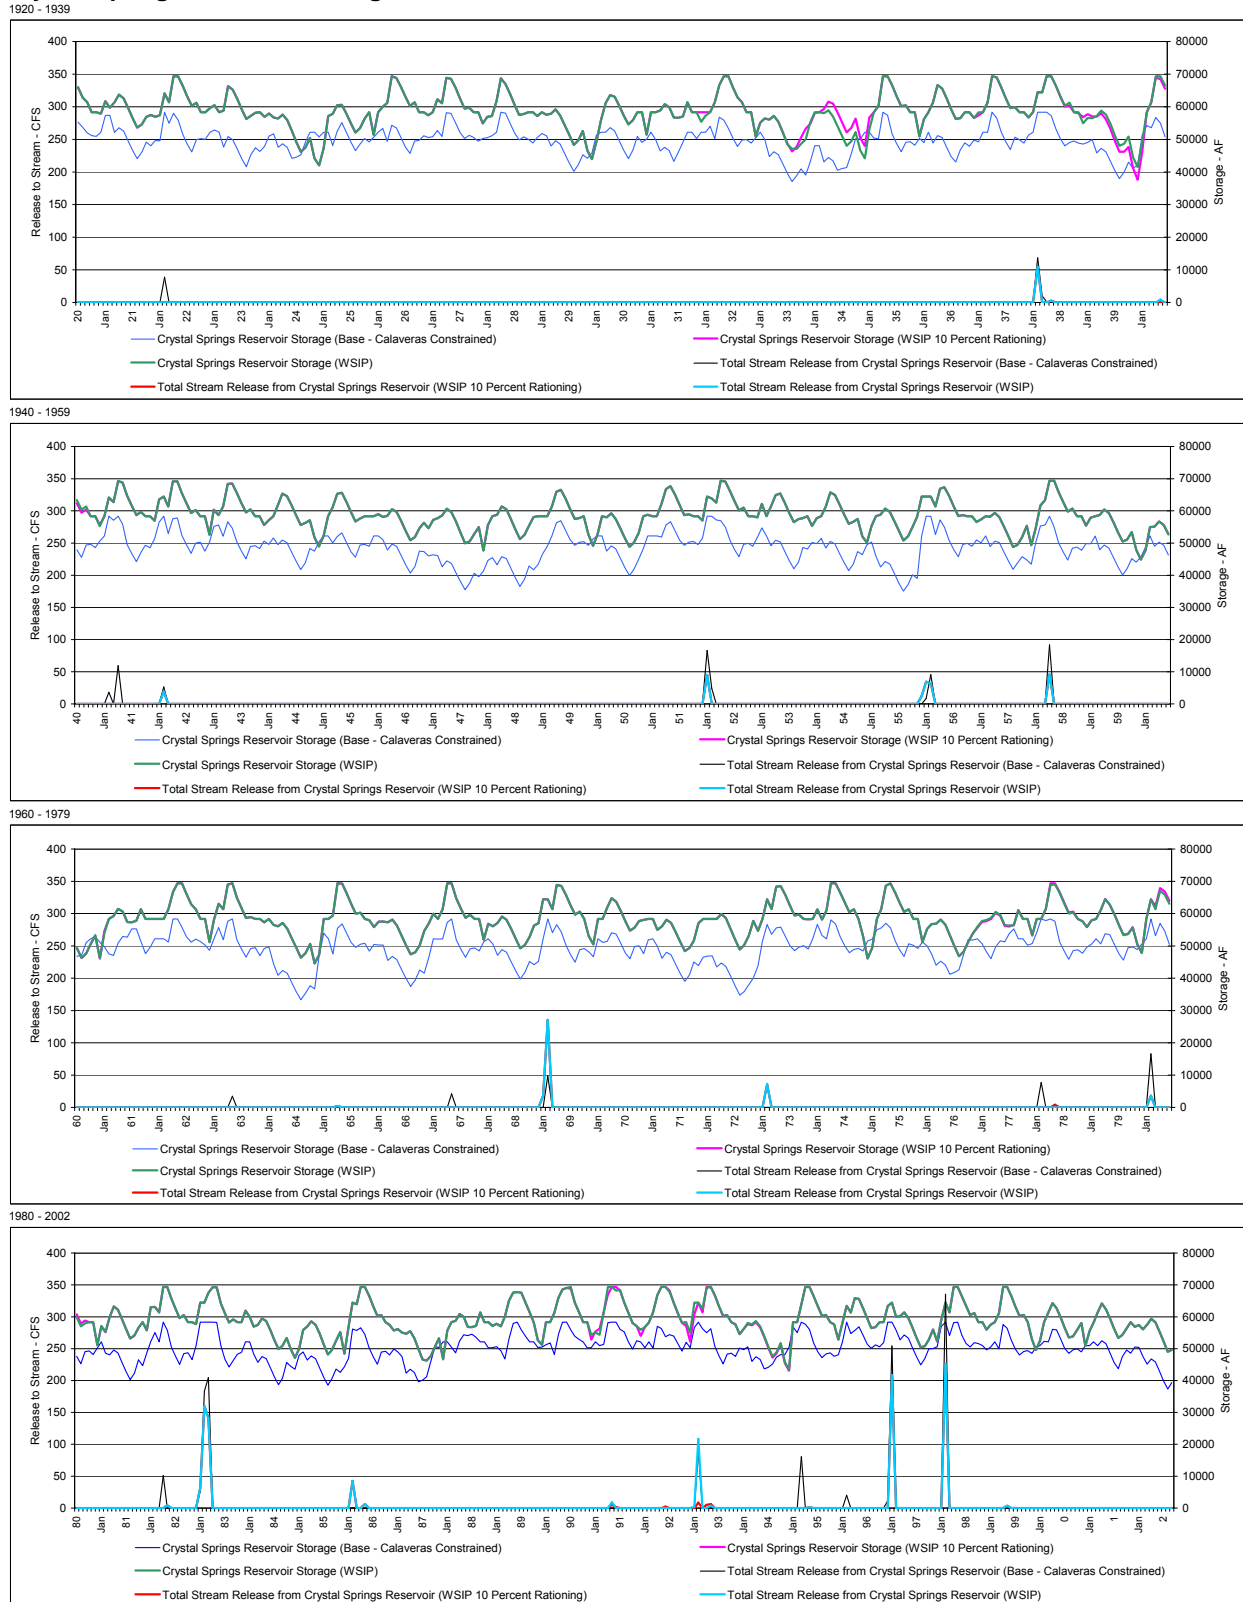 1920 - 1939
400 350 300 250 200 150 100 50 0
Release to Stream - CFS
80000 70000 60000 50000 40000 30000 20000 10000 0
Storage - AF
20 Jan 21 Jan 22 Jan 23 Jan 24 Jan 25 Jan 26 Jan 27 Jan 28 Jan 29 Jan 30 Jan 31 Jan 32 Jan 33 Jan 34 Jan 35 Jan 36 Jan 37 Jan 38 Jan 39 Jan
Crystal Springs Reservoir Storage (Base - Calaveras Constrained) Crystal Springs Reservoir Storage (WSIP 10 Percent Rationing)
Crystal Springs Reservoir Storage (WSIP) Total Stream Release from Crystal Springs Reservoir (Base - Calaveras Constrained)
Total Stream Release from Crystal Springs Reservoir (WSIP 10 Percent Rationing) Total Stream Release from Crystal Springs Reservoir (WSIP)
1940 - 1959
400 350 300 250 200 150 100 50 0
Release to Stream - CFS
80000 70000 60000 50000 40000 30000 20000 10000 0
Storage - AF
40 Jan 41 Jan 42 Jan 43 Jan 44 Jan 45 Jan 46 Jan 47 Jan 48 Jan 49 Jan 50 Jan 51 Jan 52 Jan 53 Jan 54 Jan 55 Jan 56 Jan 57 Jan 58 Jan 59 Jan
Crystal Springs Reservoir Storage (Base - Calaveras Constrained) Crystal Springs Reservoir Storage (WSIP 10 Percent Rationing)
Crystal Springs Reservoir Storage (WSIP) Total Stream Release from Crystal Springs Reservoir (Base - Calaveras Constrained)
Total Stream Release from Crystal Springs Reservoir (WSIP 10 Percent Rationing) Total Stream Release from Crystal Springs Reservoir (WSIP)
1960 - 1979
400 350 300 250 200 150 100 50 0
Release to Stream - CFS
80000 70000 60000 50000 40000 30000 20000 10000 0
Storage - AF
60 Jan 61 Jan 62 Jan 63 Jan 64 Jan 65 Jan 66 Jan 67 Jan 68 Jan 69 Jan 70 Jan 71 Jan 72 Jan 73 Jan 74 Jan 75 Jan 76 Jan 77 Jan 78 Jan 79 Jan
Crystal Springs Reservoir Storage (Base - Calaveras Constrained) Crystal Springs Reservoir Storage (WSIP 10 Percent Rationing)
Crystal Springs Reservoir Storage (WSIP) Total Stream Release from Crystal Springs Reservoir (Base - Calaveras Constrained)
Total Stream Release from Crystal Springs Reservoir (WSIP 10 Percent Rationing) Total Stream Release from Crystal Springs Reservoir (WSIP)
1980 - 2002
400 350 300 250 200 150 100 50 0
Release to Stream - CFS
80000 70000 60000 50000 40000 30000 20000 10000 0
Storage - AF
80 Jan 81 Jan 82 Jan 83 Jan 84 Jan 85 Jan 86 Jan 87 Jan 88 Jan 89 Jan 90 Jan 91 Jan 92 Jan 93 Jan 94 Jan 95 Jan 96 Jan 97 Jan 98 Jan 99 Jan 0 Jan 1 Jan 2
Crystal Springs Reservoir Storage (Base - Calaveras Constrained) Crystal Springs Reservoir Storage (WSIP 10 Percent Rationing)
Crystal Springs Reservoir Storage (WSIP) Total Stream Release from Crystal Springs Reservoir (Base - Calaveras Constrained)
Total Stream Release from Crystal Springs Reservoir (WSIP 10 Percent Rationing) Total Stream Release from Crystal Springs Reservoir (WSIP)